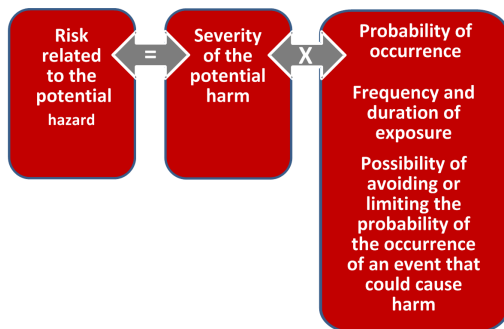 Risk
related
to the
potential
hazard
=
Severity
of the
potential
harm
X
Probability of
occurrence
Frequency and
duration of
exposure
Possibility of
avoiding or
limiting the
probability of
the occurrence
of an event that
could cause
harm